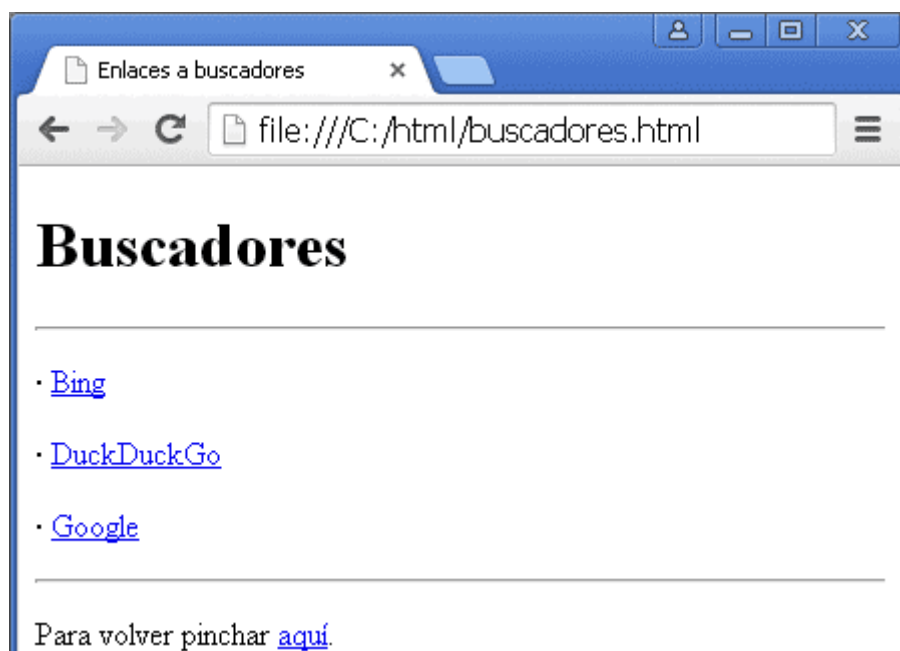 Enlaces a buscadores
file:///C:/html/buscadores.html
Buscadores
· Bing
· DuckDuckGo
· Google
Para volver pinchar aquí.